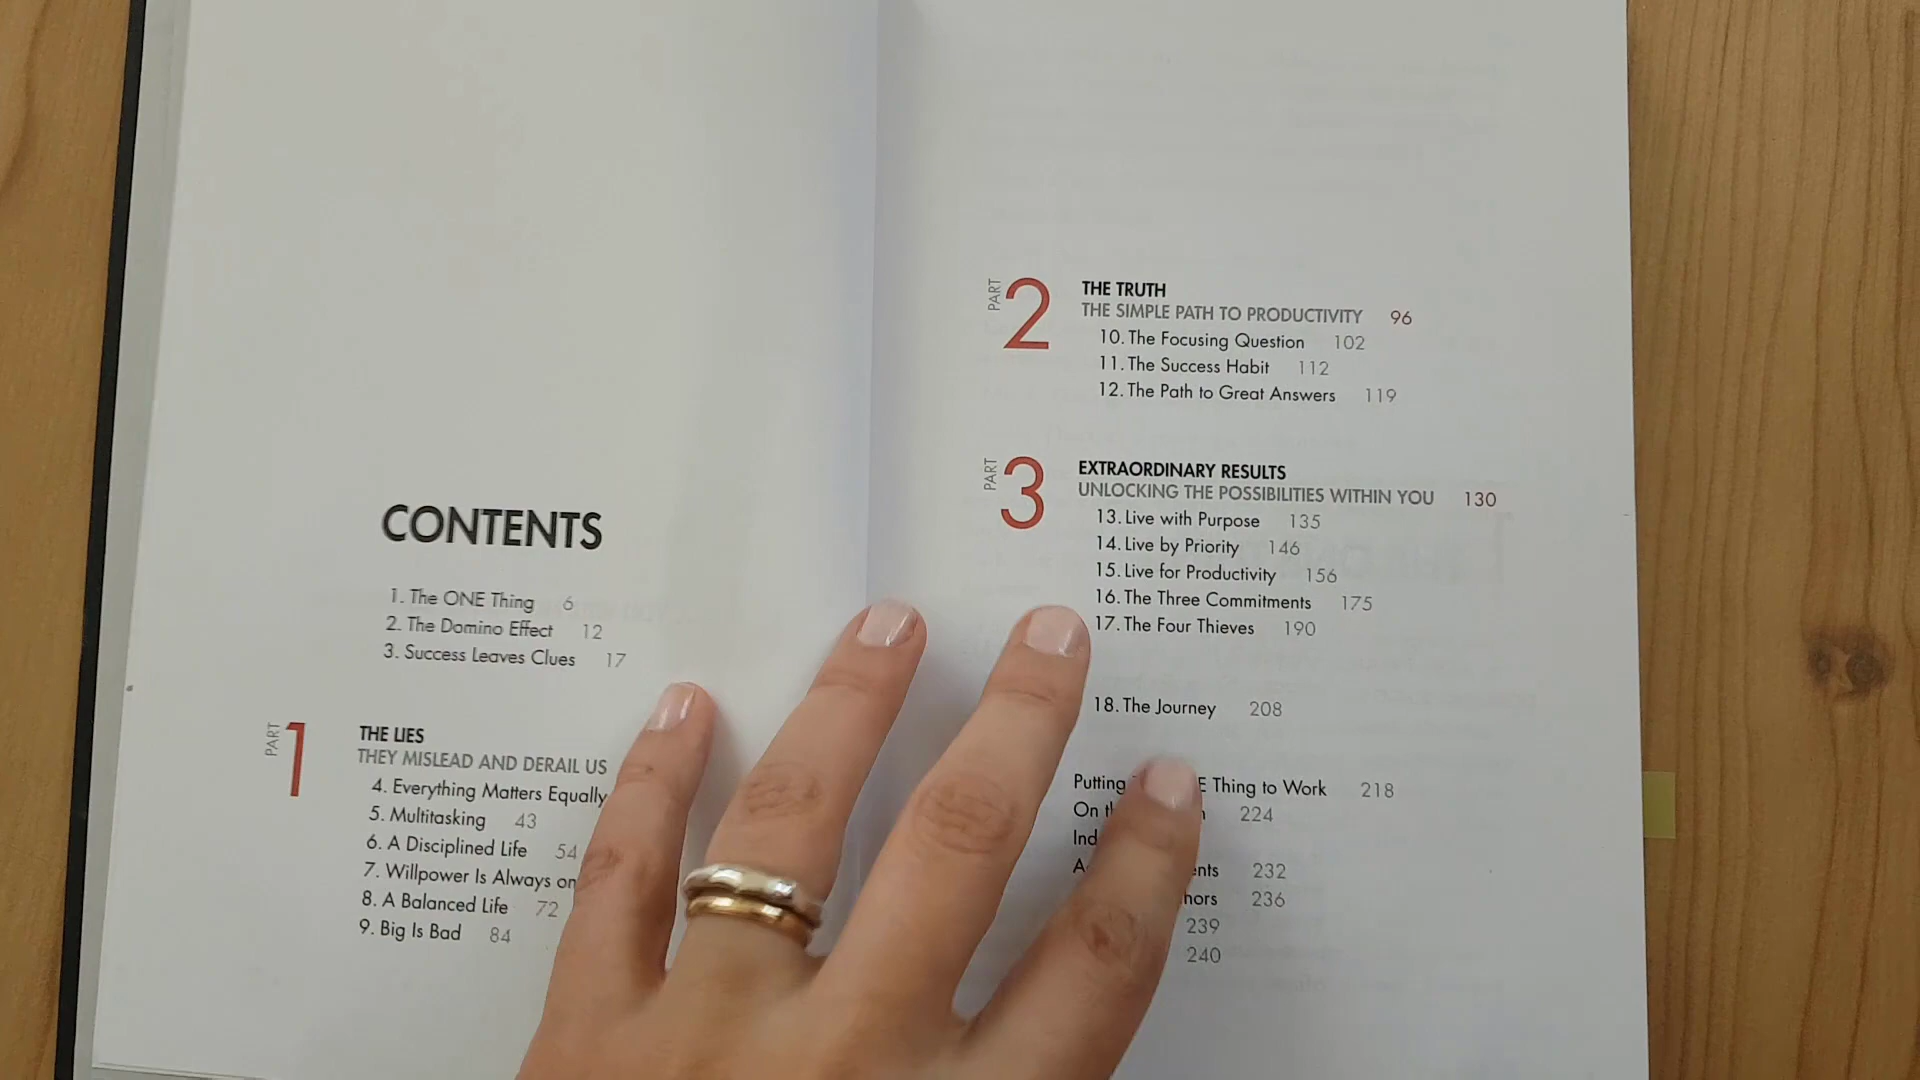 CONTENTS
1. The ONE Thing 6
2. The Domino Effect 12
3. Success Leaves Clues 17
PART 1
THE LIES
THEY MISLEAD AND DERAIL US
4. Everything Matters Equally
5. Multitasking 43
6. A Disciplined Life 54
7. Willpower Is Always on
8. A Balanced Life 72
9. Big Is Bad 84
PART 2
THE TRUTH
THE SIMPLE PATH TO PRODUCTIVITY 96
10. The Focusing Question 102
11. The Success Habit 112
12. The Path to Great Answers 119
PART 3
EXTRAORDINARY RESULTS
UNLOCKING THE POSSIBILITIES WITHIN YOU 130
13. Live with Purpose 135
14. Live by Priority 146
15. Live for Productivity 156
16. The Three Commitments 175
17. The Four Thieves 190
18. The Journey 208
Putting Thing to Work 218
On 224
232
236
239
240